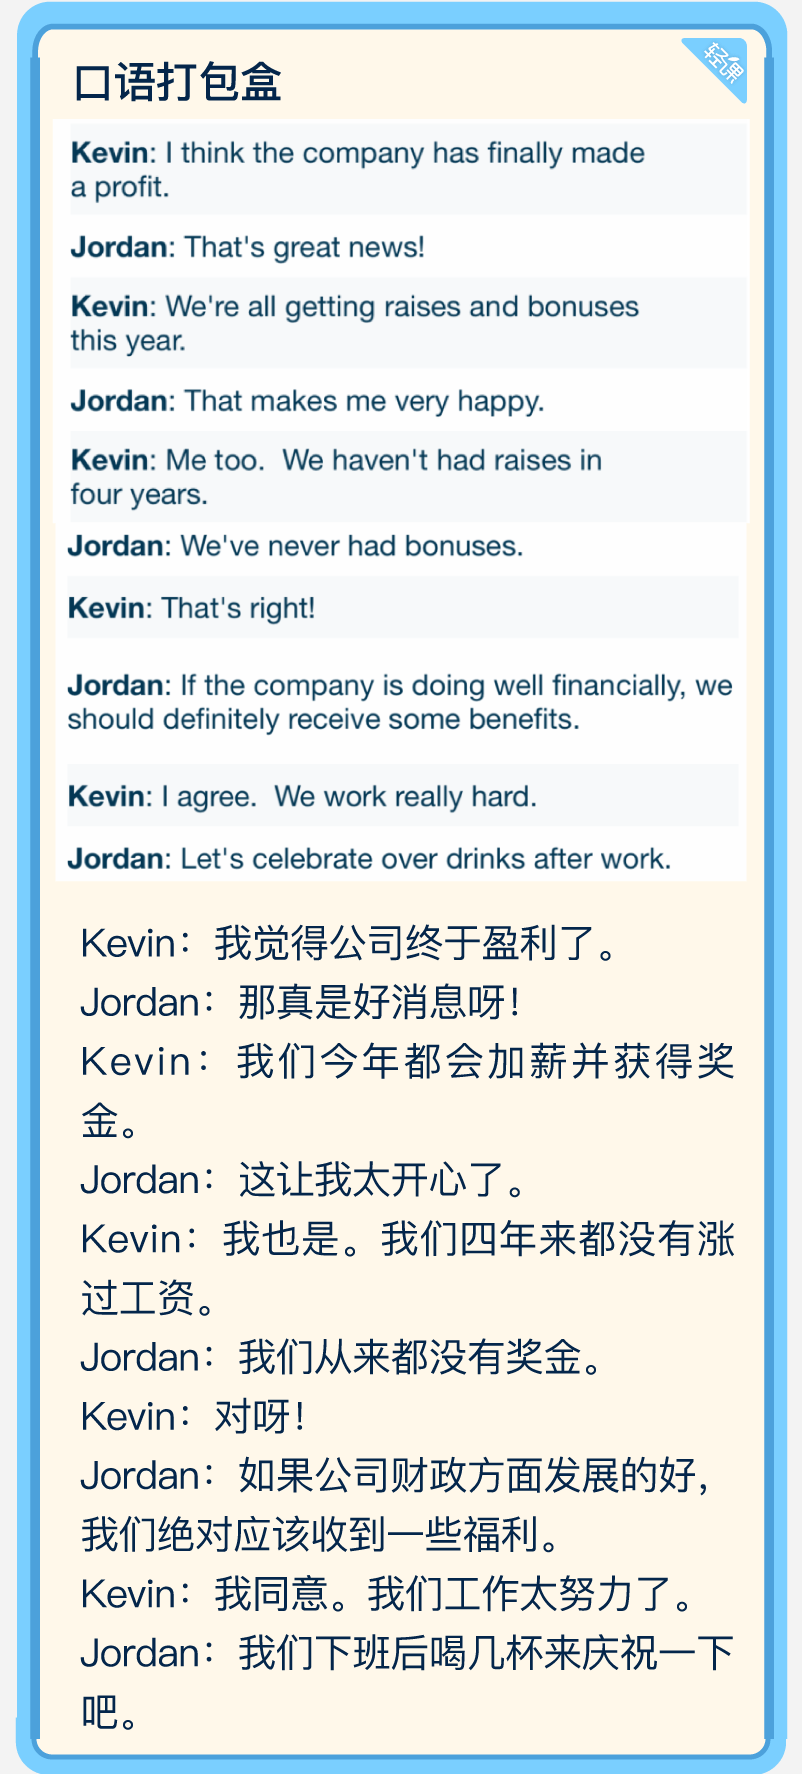 口语打包盒
轻课
Kevin: I think the company has finally made
a profit.
Jordan: That's great news!
Kevin: We're all getting raises and bonuses
this year.
Jordan: That makes me very happy.
Kevin: Me too.  We haven't had raises in
four years.
Jordan: We've never had bonuses.
Kevin: That's right!
Jordan: If the company is doing well financially, we
should definitely receive some benefits.
Kevin: I agree.  We work really hard.
Jordan: Let's celebrate over drinks after work.
Kevin：我觉得公司终于盈利了。
Jordan：那真是好消息呀！
Kevin：我们今年都会加薪并获得奖
金。
Jordan：这让我太开心了。
Kevin：我也是。我们四年来都没有涨
过工资。
Jordan：我们从来都没有奖金。
Kevin：对呀！
Jordan：如果公司财政方面发展的好，
我们绝对应该收到一些福利。
Kevin：我同意。我们工作太努力了。
Jordan：我们下班后喝几杯来庆祝一下
吧。